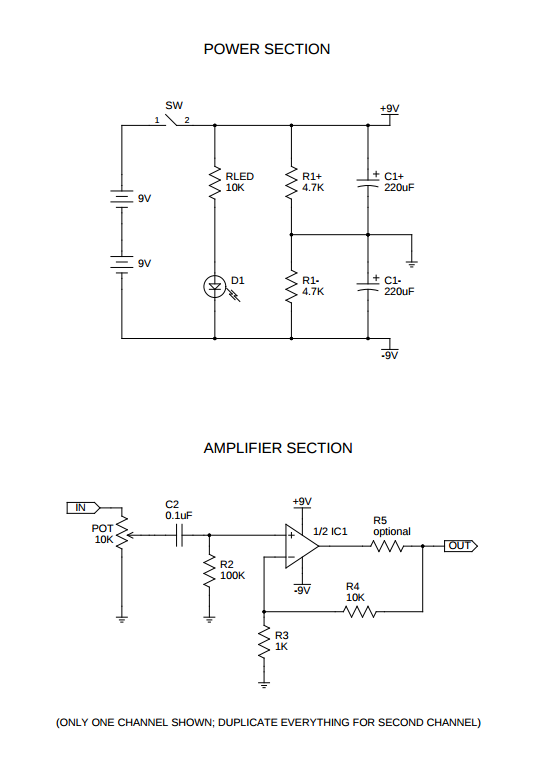 POWER SECTION
SW
1 2
+9V
RLED
10K
R1+
4.7K
+
C1+
220uF
9V
9V
D1
R1-
4.7K
+
C1-
220uF
-9V
AMPLIFIER SECTION
IN
POT
10K
C2
0.1uF
R2
100K
+9V
+
−
1/2 IC1
-9V
R5
optional
OUT
R4
10K
R3
1K
(ONLY ONE CHANNEL SHOWN; DUPLICATE EVERYTHING FOR SECOND CHANNEL)